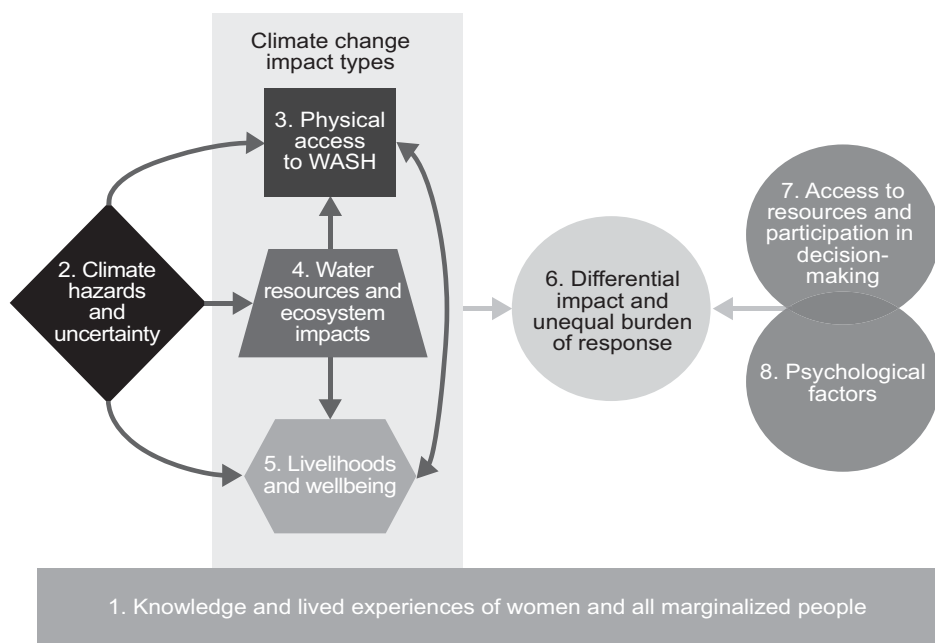 Climate change
impact types
3. Physical
access
to WASH
2. Climate
hazards
and
uncertainty
4. Water
resources and
ecosystem
impacts
5. Livelihoods
and wellbeing
6. Differential
impact and
unequal burden
of response
7. Access to
resources and
participation in
decision-
making
8. Psychological
factors
1. Knowledge and lived experiences of women and all marginalized people